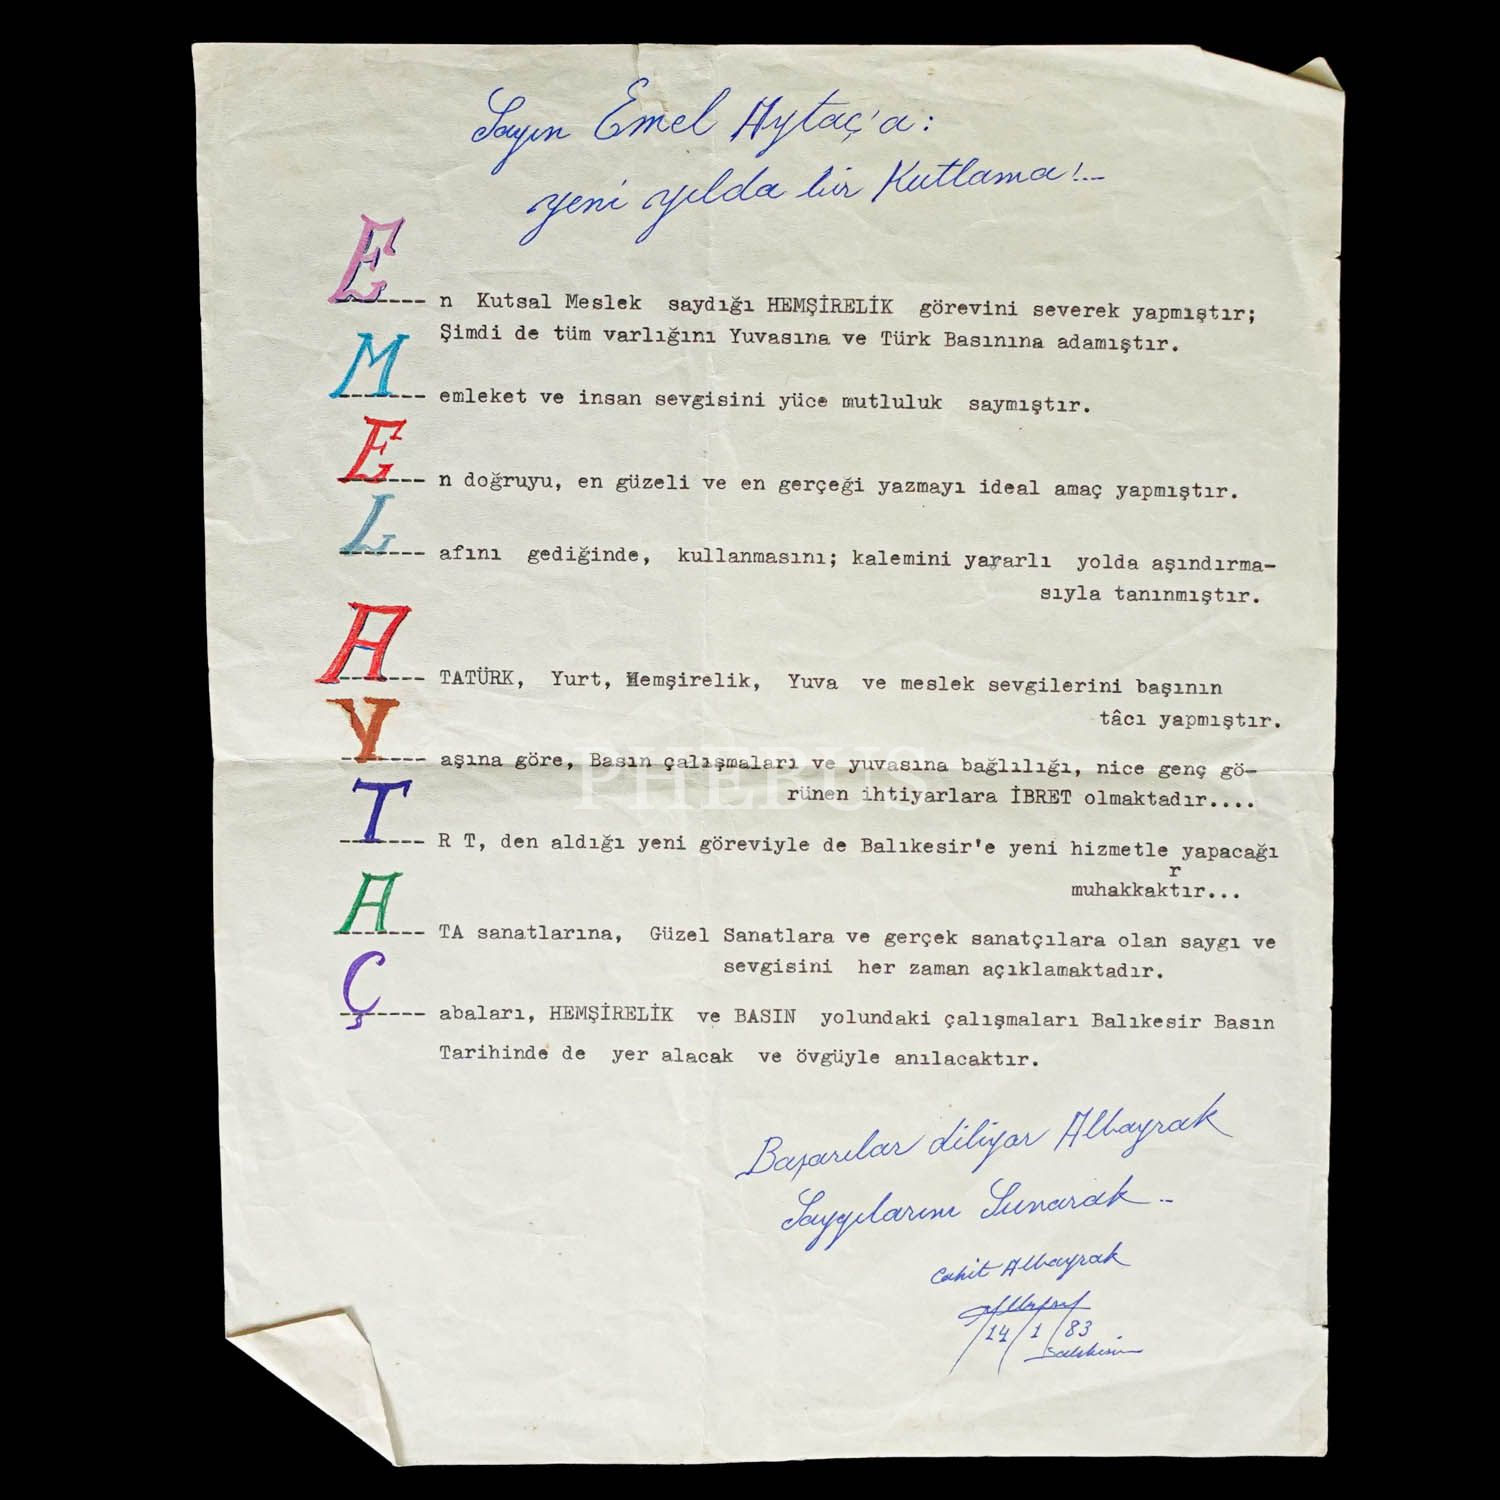 Sayın Emel Aytaç'a:
yeni yılda bir Kutlama!...
E------ n Kutsal Meslek saydığı HEMŞİRELİK görevini severek yapmıştır;
Şimdi de tüm varlığını Yuvasına ve Türk Basınına adamıştır.
M------ emleket ve insan sevgisini yüce mutluluk saymıştır.
E------ n doğruyu, en güzeli ve en gerçeği yazmayı ideal amaç yapmıştır.
L------ afını gediğinde, kullanmasını; kalemini yararlı yolda aşındırma-
sıyla tanınmıştır.
A------ TATÜRK, Yurt, Hemşirelik, Yuva ve meslek sevgilerini başının
tâcı yapmıştır.
Y------ aşına göre, Basın çalışmaları ve yuvasına bağlılığı, nice genç gö-
rünen ihtiyarlara İBRET olmaktadır....
PHEBUS
T------ R T, den aldığı yeni göreviyle de Balıkesir'e yeni hizmetle yapacağı
r
muhakkaktır...
A------ TA sanatlarına, Güzel Sanatlara ve gerçek sanatçılara olan saygı ve
sevgisini her zaman açıklamaktadır.
Ç------ abaları, HEMŞİRELİK ve BASIN yolundaki çalışmaları Balıkesir Basın
Tarihinde de yer alacak ve övgüyle anılacaktır.
Başarılar diliyor Albayrak
Saygılarını Sunarak...
Cahit Albayrak
14/1/83
Balıkesir